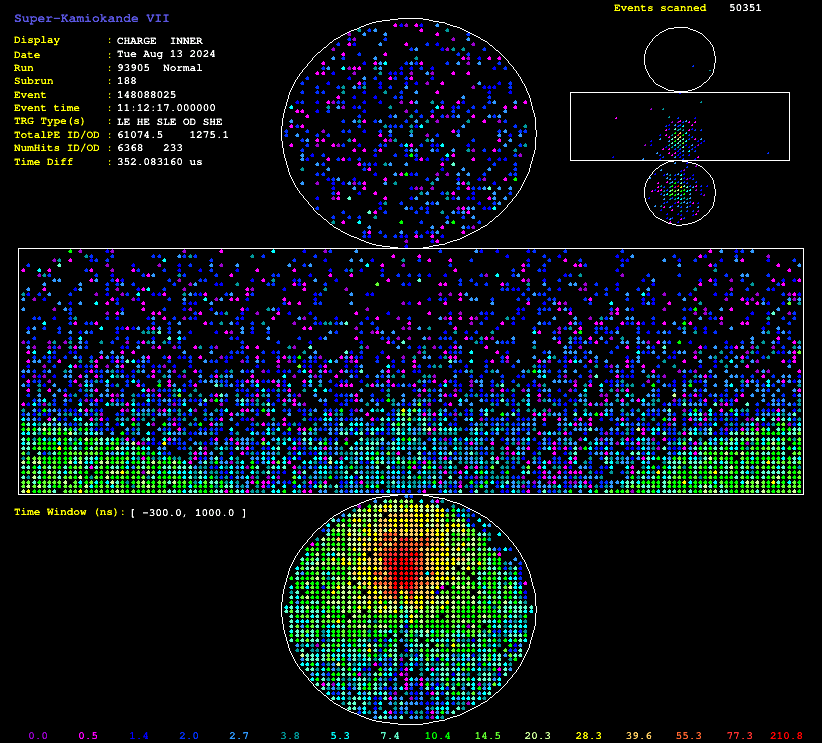 Super-Kamiokande VII
Events scanned 50351
Display : CHARGE INNER
Date : Tue Aug 13 2024
Run : 93905 Normal
Subrun : 188
Event : 148088025
Event time : 11:12:17.000000
TRG Type(s) : LE HE SLE OD SHE
TotalPE ID/OD : 61074.5 1275.1
NumHits ID/OD : 6368 233
Time Diff : 352.083160 us
Time Window (ns): [ -300.0, 1000.0 ]
0.0 0.5 1.4 2.0 2.7 3.8 5.3 7.4 10.4 14.5 20.3 28.3 39.6 55.3 77.3 210.8